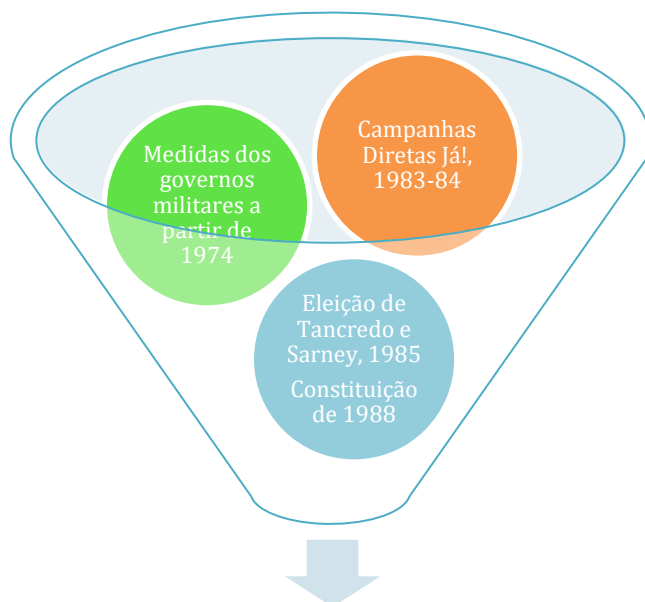 Medidas dos
governos
militares a
partir de
1974
Campanhas
Diretas Já!,
1983-84
Eleição de
Tancredo e
Sarney, 1985
Constituição
de 1988